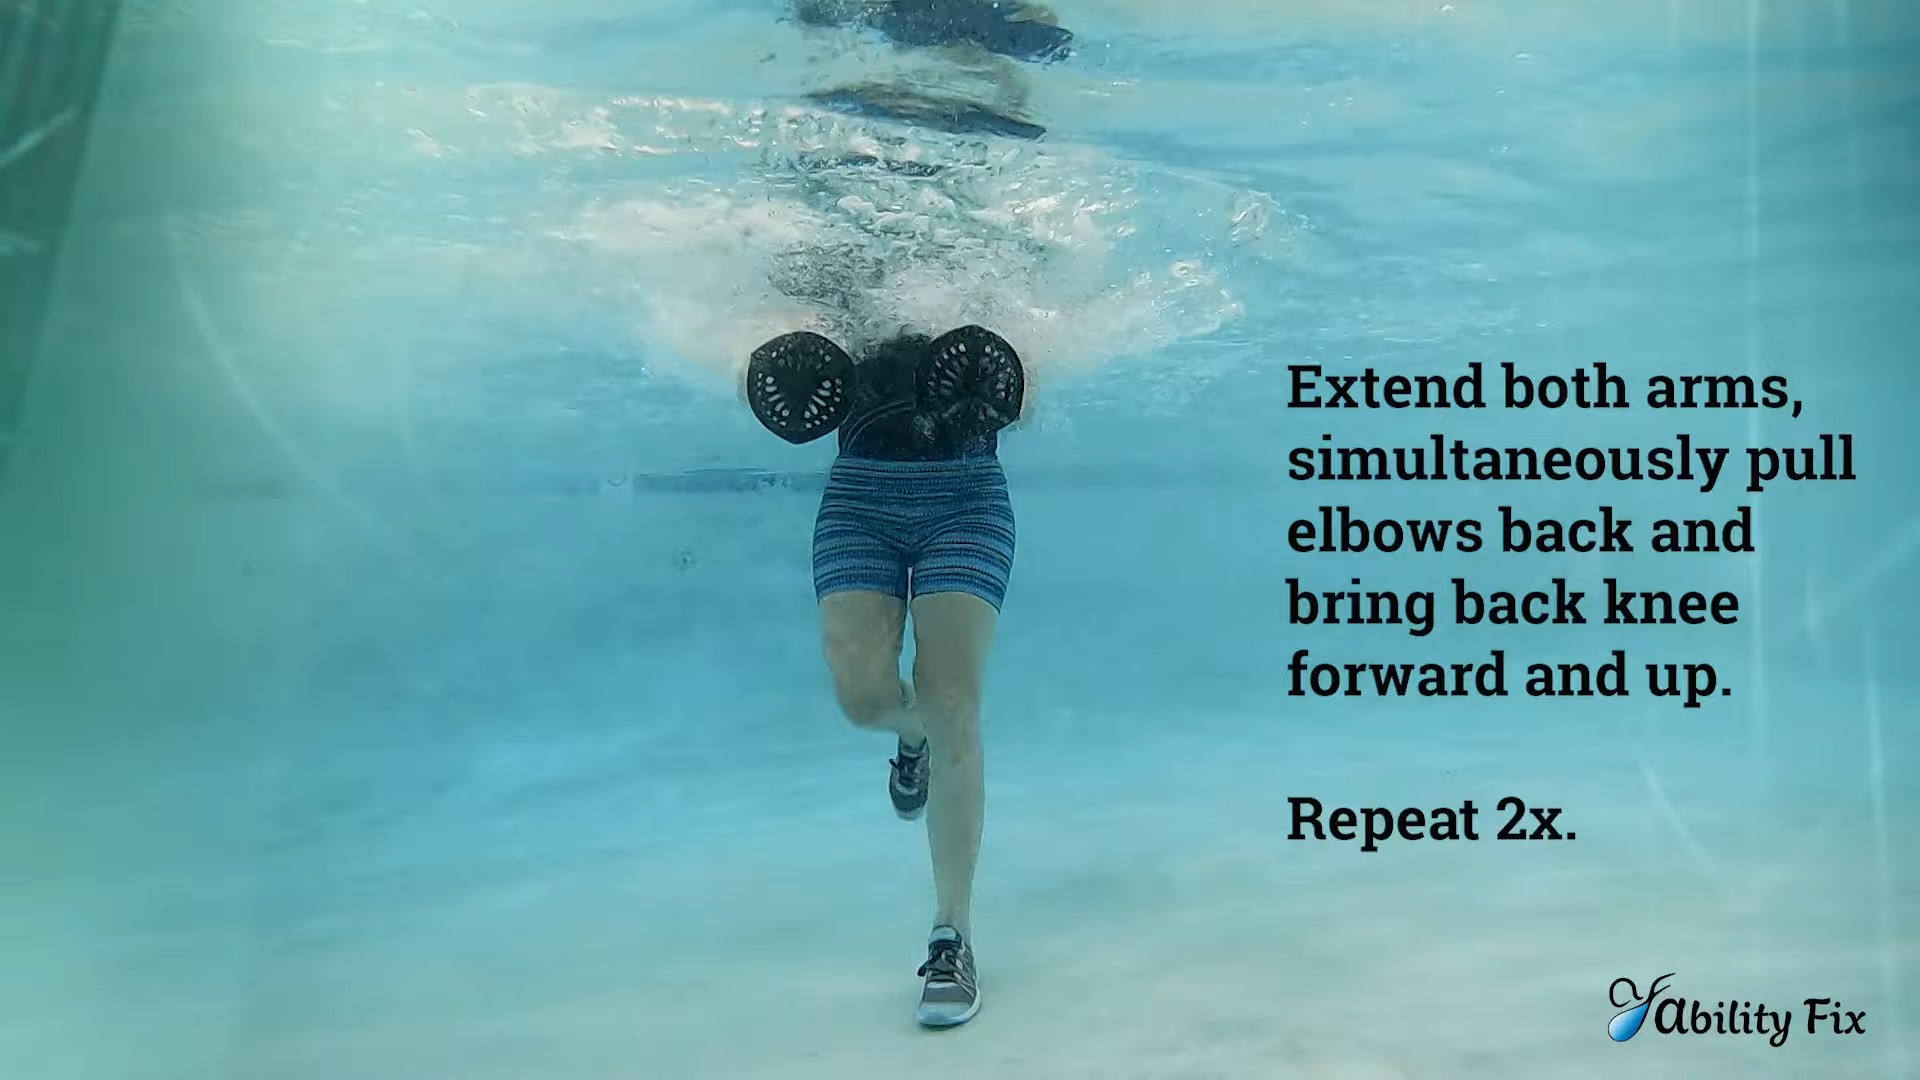 Extend both arms,
simultaneously pull
elbows back and
bring back knee
forward and up.
Repeat 2x.
ability Fix